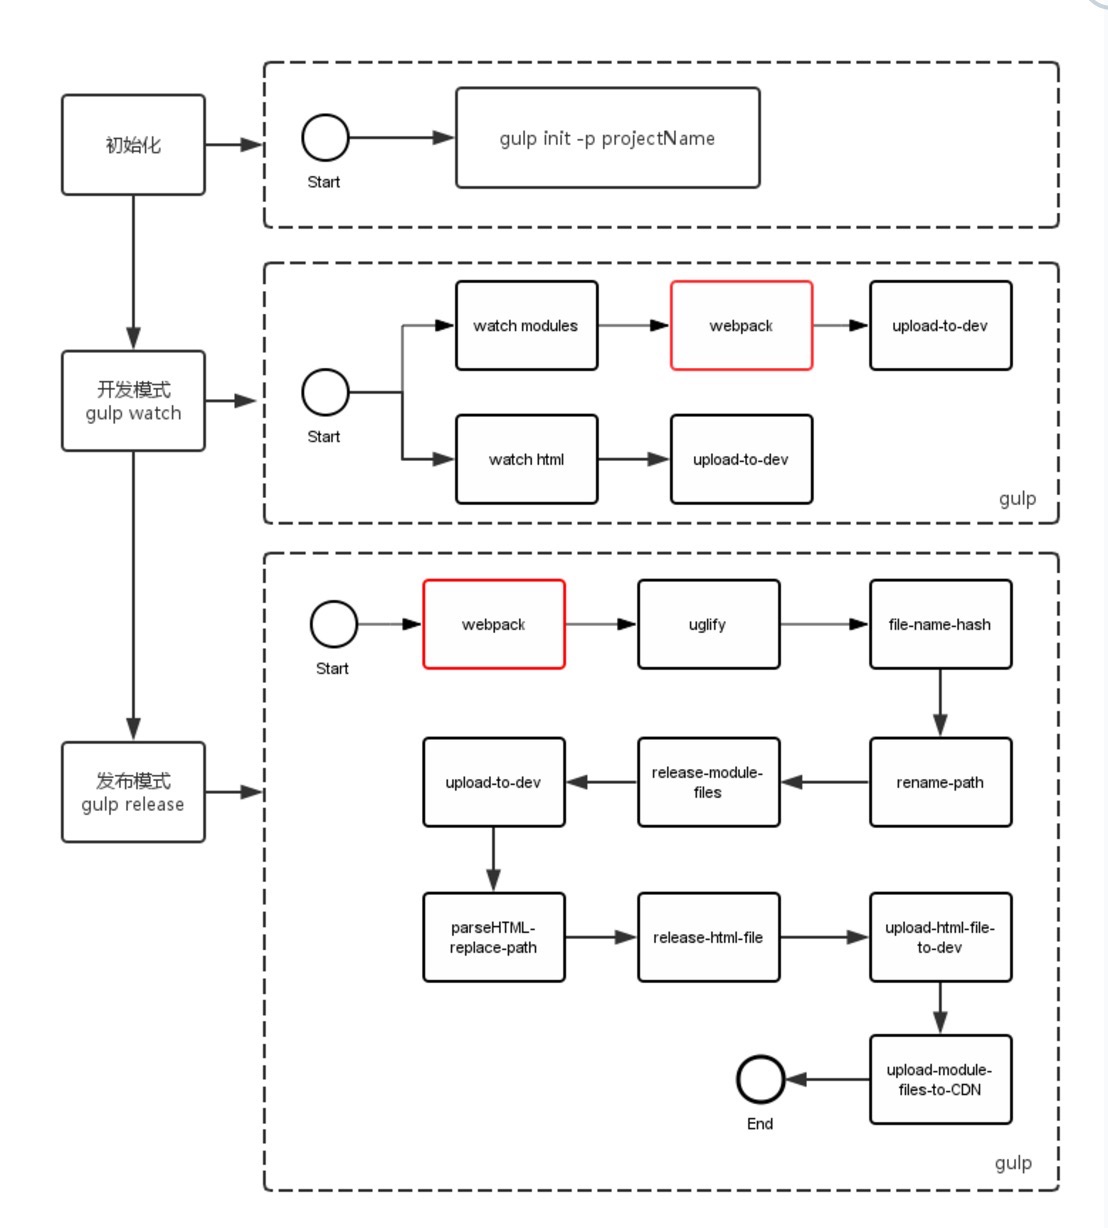 初始化
gulp init -p projectName
Start
开发模式
gulp watch
watch modules
webpack
upload-to-dev
Start
watch html
upload-to-dev
gulp
发布模式
gulp release
webpack
uglify
file-name-hash
Start
upload-to-dev
release-module-
files
rename-path
parseHTML-
replace-path
release-html-file
upload-html-file-
to-dev
upload-module-
files-to-CDN
End
gulp